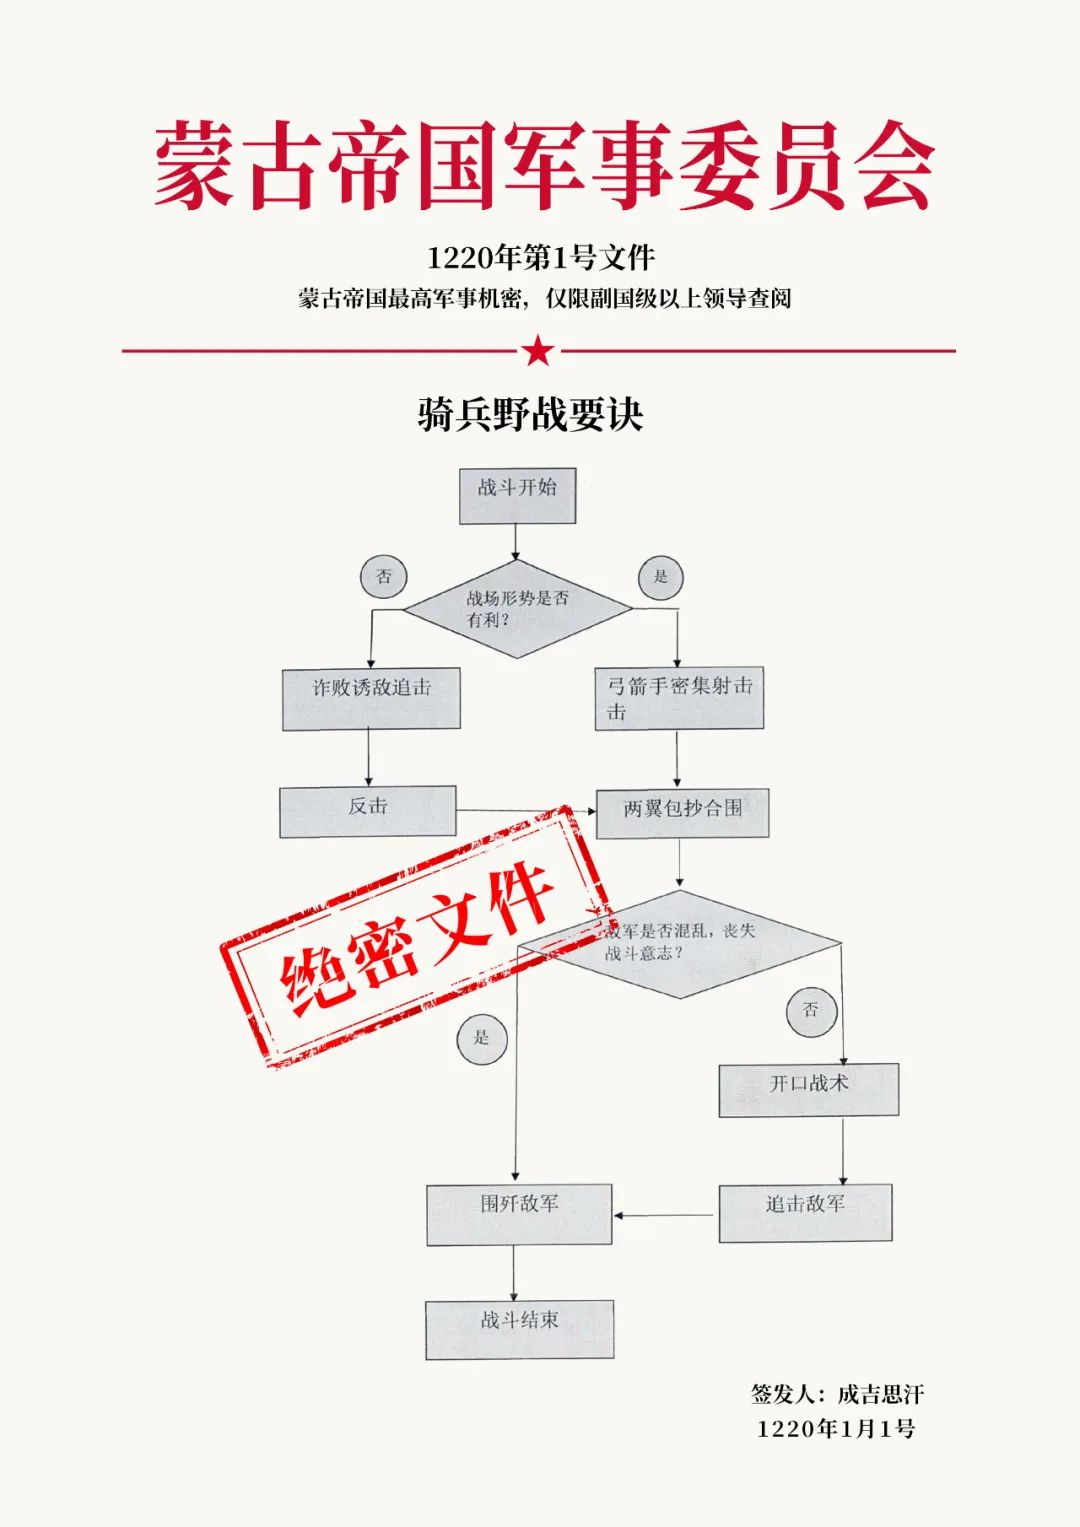 蒙古帝国军事委员会
1220年第1号文件
蒙古帝国最高军事机密，仅限副国级以上领导查阅
骑兵野战要诀
战斗开始
否
是
战场形势是否
有利？
诈败诱敌追击
弓箭手密集射击
击
反击
两翼包抄合围
绝密文件
敌军是否混乱，丧失
战斗意志？
是
否
开口战术
围歼敌军
追击敌军
战斗结束
签发人：成吉思汗
1220年1月1号